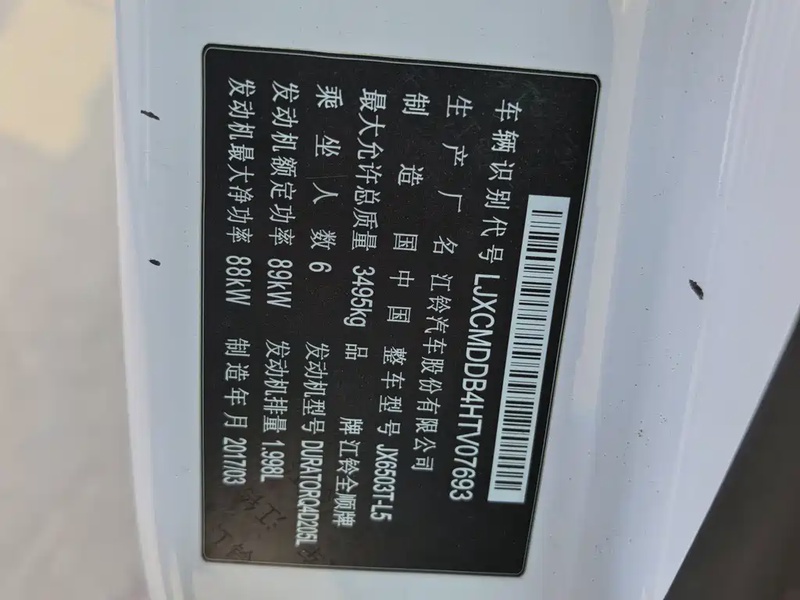 车辆识别代号 LJXCMDDB4HTV07693
生产厂名 江铃汽车股份有限公司
制造国 中国 整车型号 JX6503T-L5
最大允许总质量 3495kg 品牌 江铃全顺牌
乘坐人数 6 发动机型号 DURATORQ4D205L
发动机额定功率 89kW 发动机排量 1.998L
发动机最大净功率 88kW 制造年月 2017/03